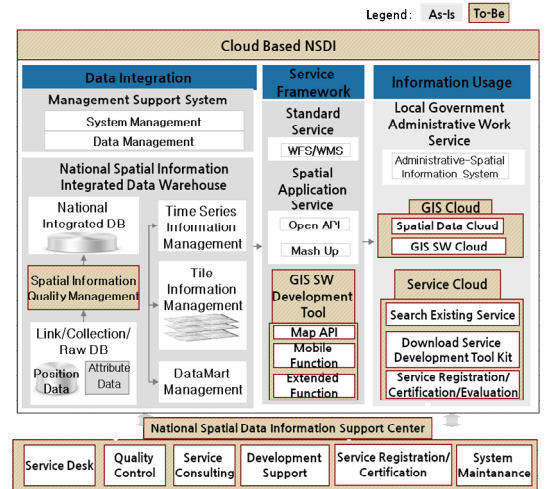 Legend : As-Is To-Be
Cloud Based NSDI
Data Integration
Management Support System
System Management
Data Management
National Spatial Information
Integrated Data Warehouse
National
Integrated DB
Spatial Information
Quality Management
Link/Collection/
Raw DB
Position
Data
Attribute
Data
Time Series
Information
Management
Tile
Information
Management
DataMart
Management
Service
Framework
Standard
Service
WFS/WMS
Spatial
Application
Service
Open API
Mash Up
GIS SW
Development
Tool
Map API
Mobile
Function
Extended
Function
Information Usage
Local Government
Administrative Work
Service
Administrative-Spatial
Information System
GIS Cloud
Spatial Data Cloud
GIS SW Cloud
Service Cloud
Search Existing Service
Download Service
Development Tool Kit
Service Registration/
Certification/Evaluation
National Spatial Data Information Support Center
Service Desk
Quality
Control
Service
Consulting
Development
Support
Service Registration/
Certification
System
Maintanance